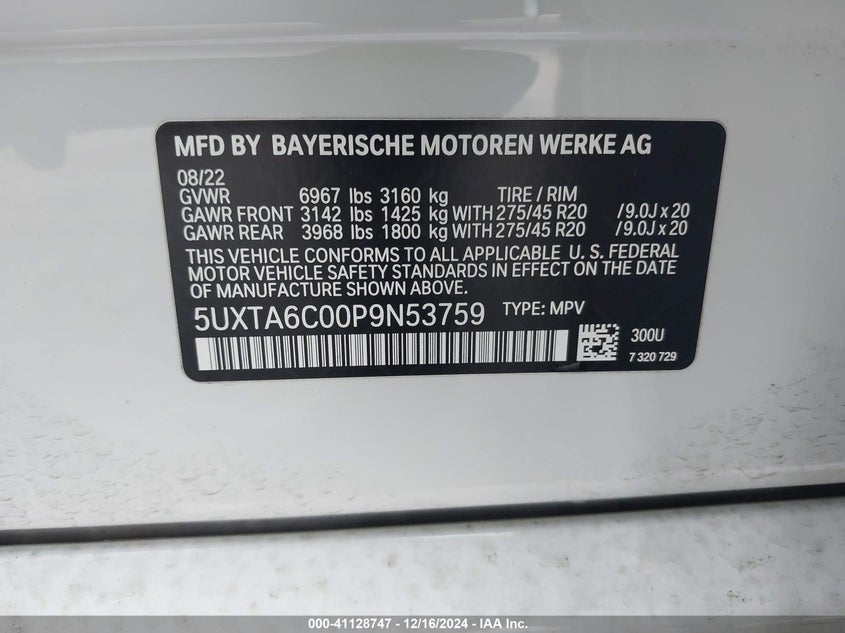 MFD BY BAYERISCHE MOTOREN WERKE AG
08/22
GVWR 6967 lbs 3160 kg TIRE / RIM
GAWR FRONT 3142 lbs 1425 kg WITH 275/45 R20 /9.0J x 20
GAWR REAR 3968 lbs 1800 kg WITH 275/45 R20 /9.0J x 20
THIS VEHICLE CONFORMS TO ALL APPLICABLE U. S. FEDERAL
MOTOR VEHICLE SAFETY STANDARDS IN EFFECT ON THE DATE
OF MANUFACTURE SHOWN ABOVE.
5UXTA6C00P9N53759 TYPE: MPV
300U
7 320 729
000-41128747 - 12/16/2024 - IAA Inc.